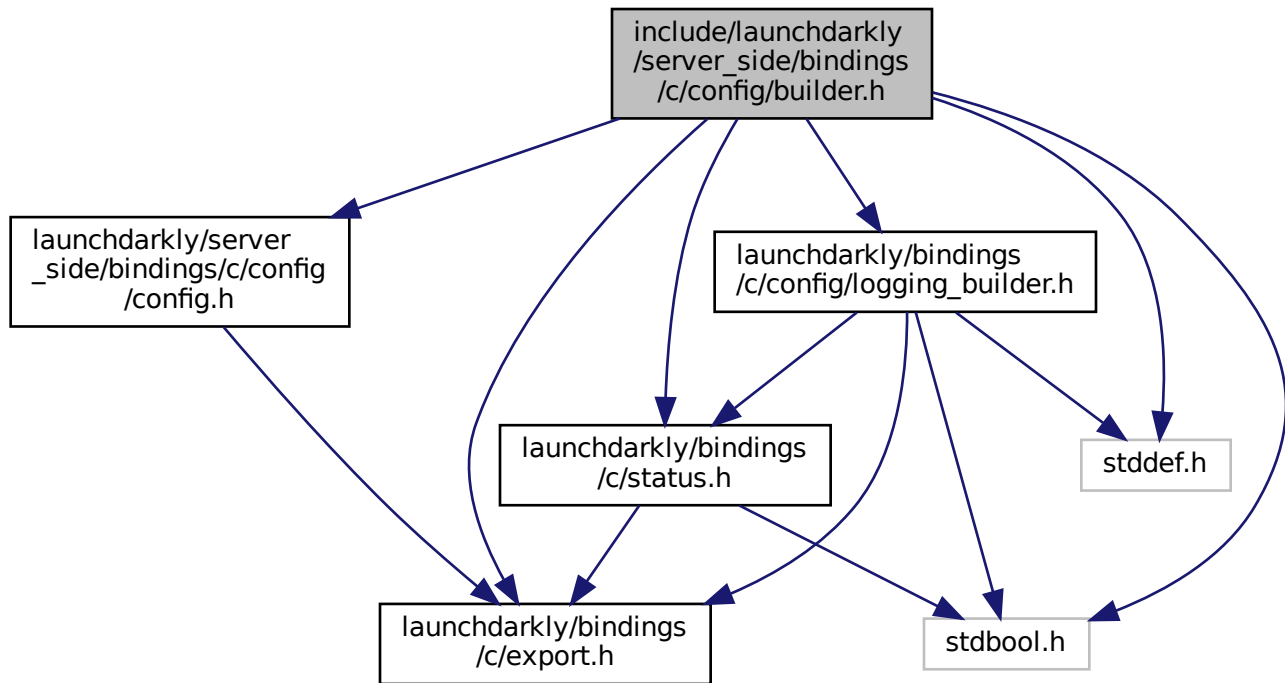 include/launchdarkly
/server_side/bindings
/c/config/builder.h
launchdarkly/server
_side/bindings/c/config
/config.h
launchdarkly/bindings
/c/config/logging_builder.h
launchdarkly/bindings
/c/status.h
stddef.h
launchdarkly/bindings
/c/export.h
stdbool.h